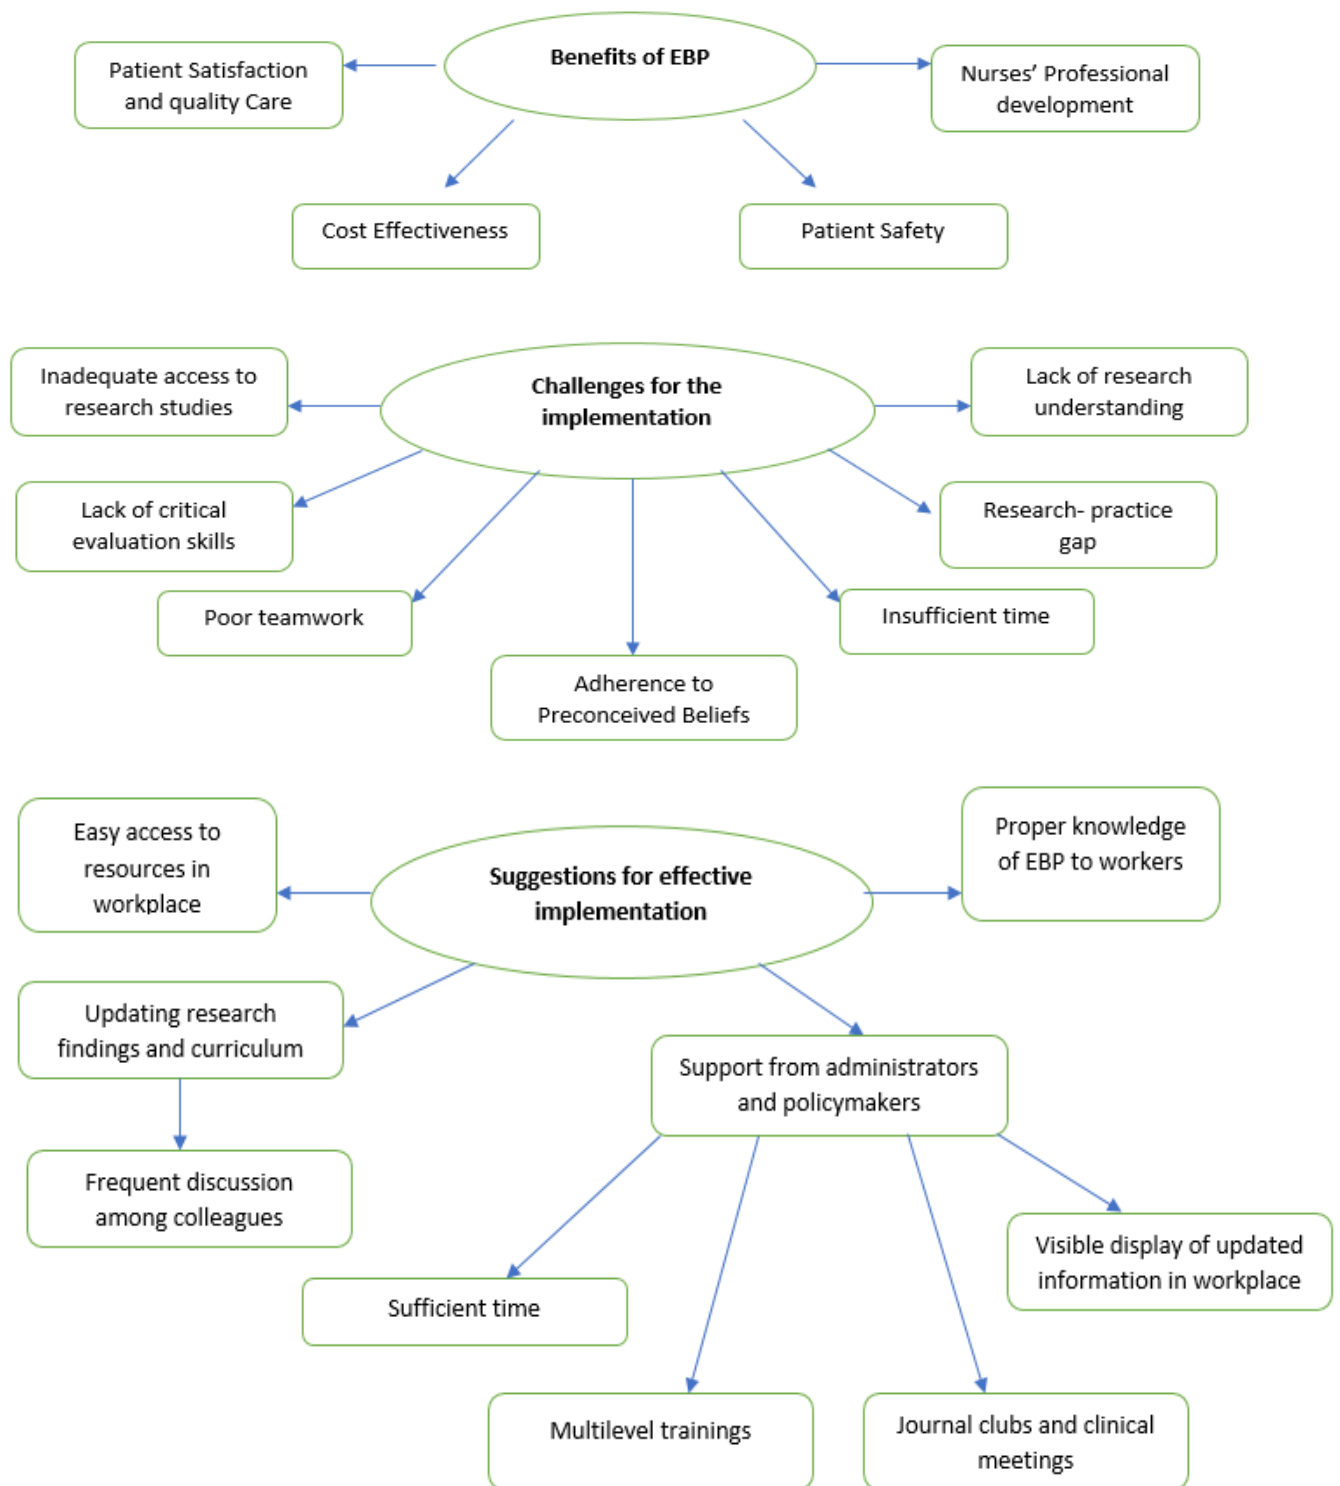 Benefits of EBP
Patient Satisfaction
and quality Care
Nurses’ Professional
development
Cost Effectiveness
Patient Safety
Challenges for the
implementation
Inadequate access to
research studies
Lack of research
understanding
Lack of critical
evaluation skills
Research- practice
gap
Poor teamwork
Insufficient time
Adherence to
Preconceived Beliefs
Suggestions for effective
implementation
Easy access to
resources in
workplace
Proper knowledge
of EBP to workers
Updating research
findings and curriculum
Support from administrators
and policymakers
Frequent discussion
among colleagues
Visible display of updated
information in workplace
Sufficient time
Multilevel trainings
Journal clubs and clinical
meetings